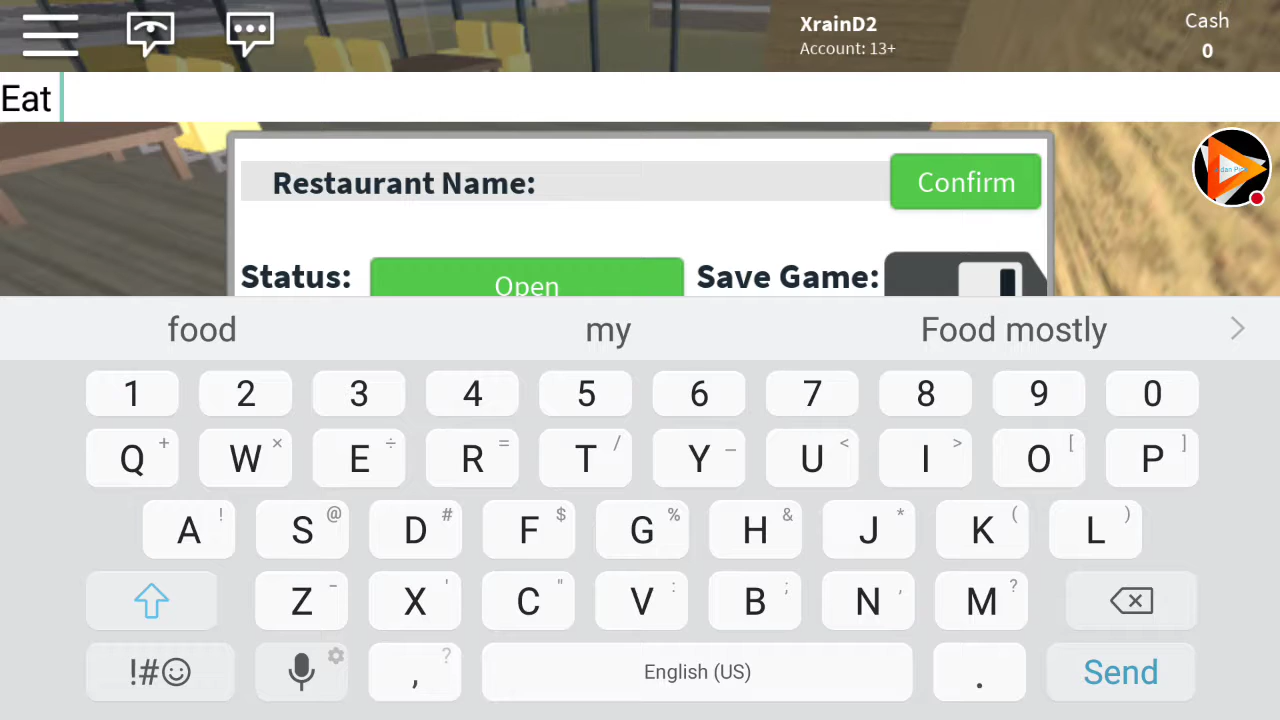 XrainD2
Account: 13+
Cash
0
Eat
Restaurant Name:
Confirm
Status:
Open
Save Game:
food
my
Food mostly
1 2 3 4 5 6 7 8 9 0
Q + W × E ÷ R = T / Y _ U < I > O [ P ]
A ! S @ D # F $ G % H & J * K ( L )
Z - X ' C " V : B ; N , M ?
!#☺ , ? English (US) . Send